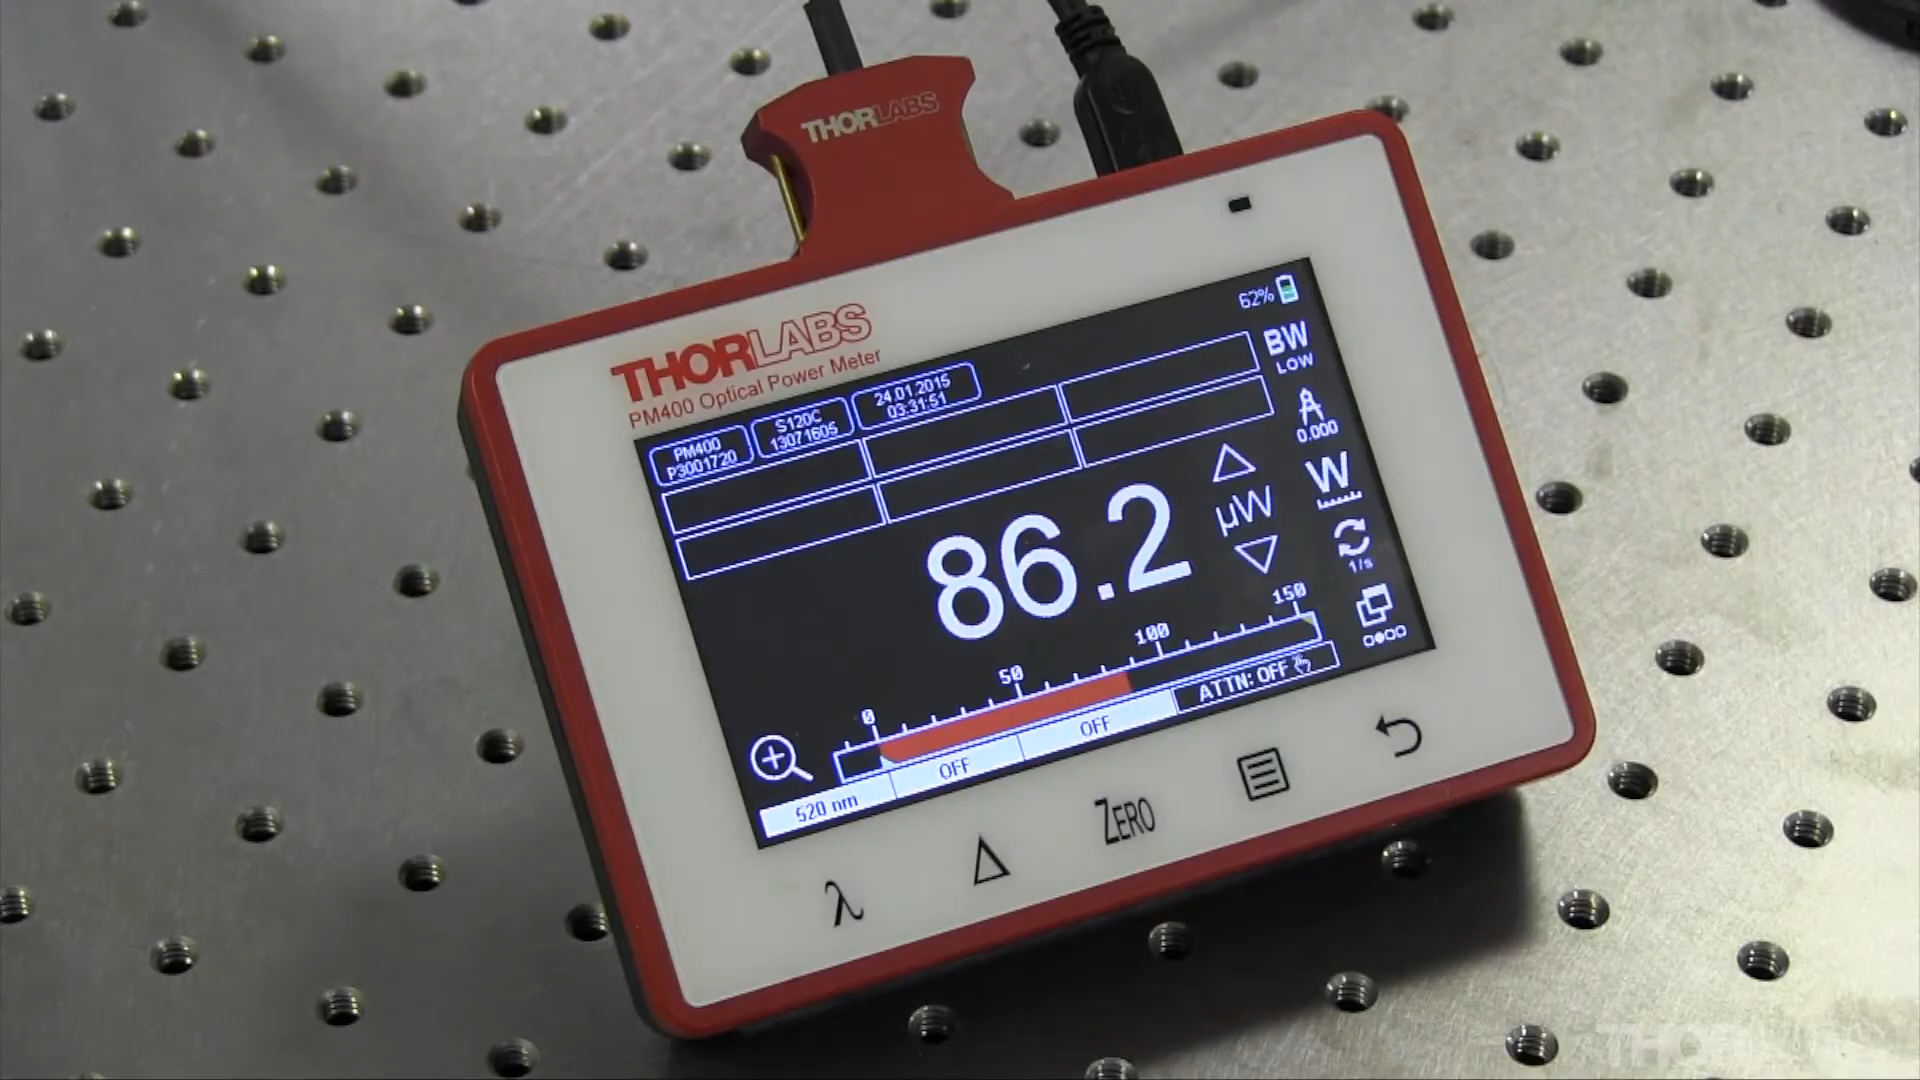 THORLABS
THORLABS
PM400 Optical Power Meter
62%
PM400
P3001720
S120C
13071605
24.01.2015
03:31:51
BW
LOW
0.000
W
1/s
86.2
µW
0
50
100
150
520 nm
OFF
OFF
ATTN: OFF
λ
Δ
ZERO
THORLABS